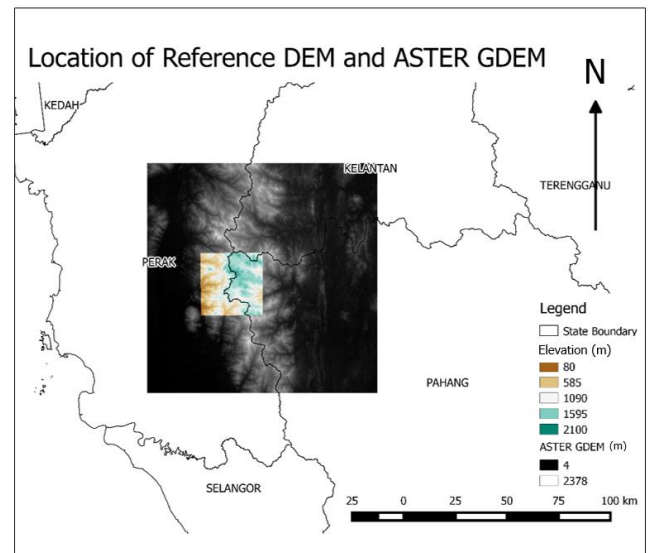 Location of Reference DEM and ASTER GDEM
N
KEDAH
KELANTAN
TERENGGANU
PERAK
PAHANG
SELANGOR
Legend
State Boundary
Elevation (m)
80
585
1090
1595
2100
ASTER GDEM (m)
4
2378
25 0 25 50 75 100 km